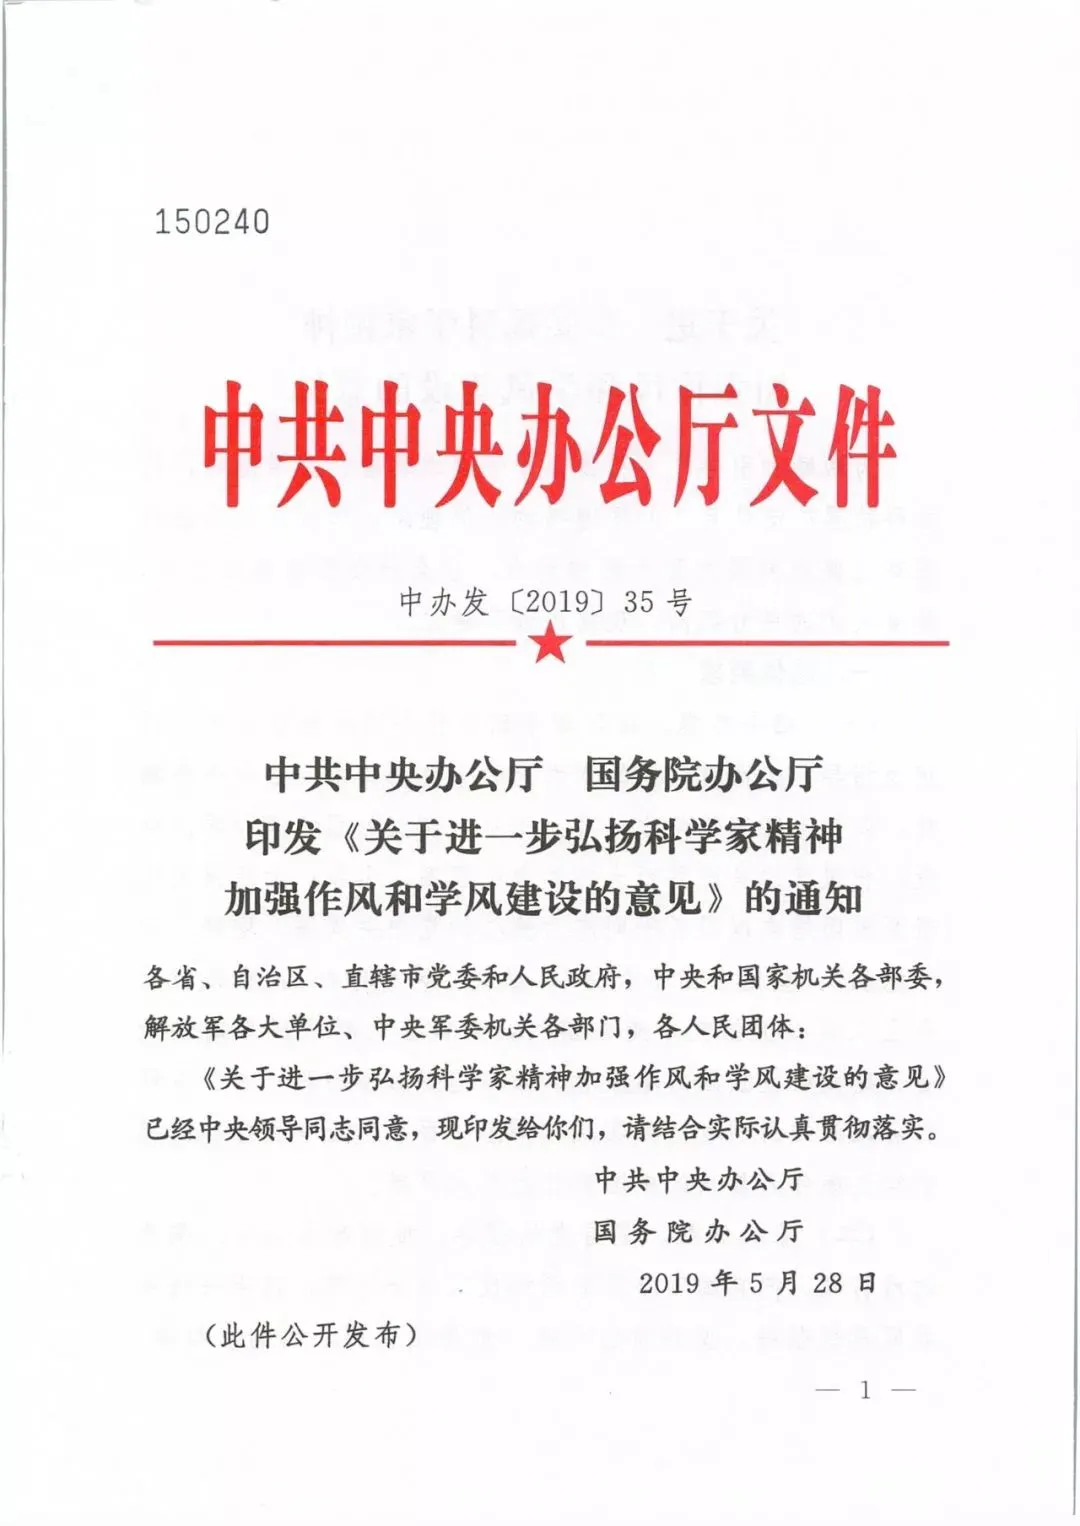 150240
中共中央办公厅文件
中办发〔2019〕35号
中共中央办公厅　国务院办公厅
印发《关于进一步弘扬科学家精神
加强作风和学风建设的意见》的通知
各省、自治区、直辖市党委和人民政府，中央和国家机关各部委，
解放军各大单位、中央军委机关各部门，各人民团体：
《关于进一步弘扬科学家精神加强作风和学风建设的意见》
已经中央领导同志同意，现印发给你们，请结合实际认真贯彻落实。
中共中央办公厅
国务院办公厅
2019年5月28日
（此件公开发布）
— 1 —